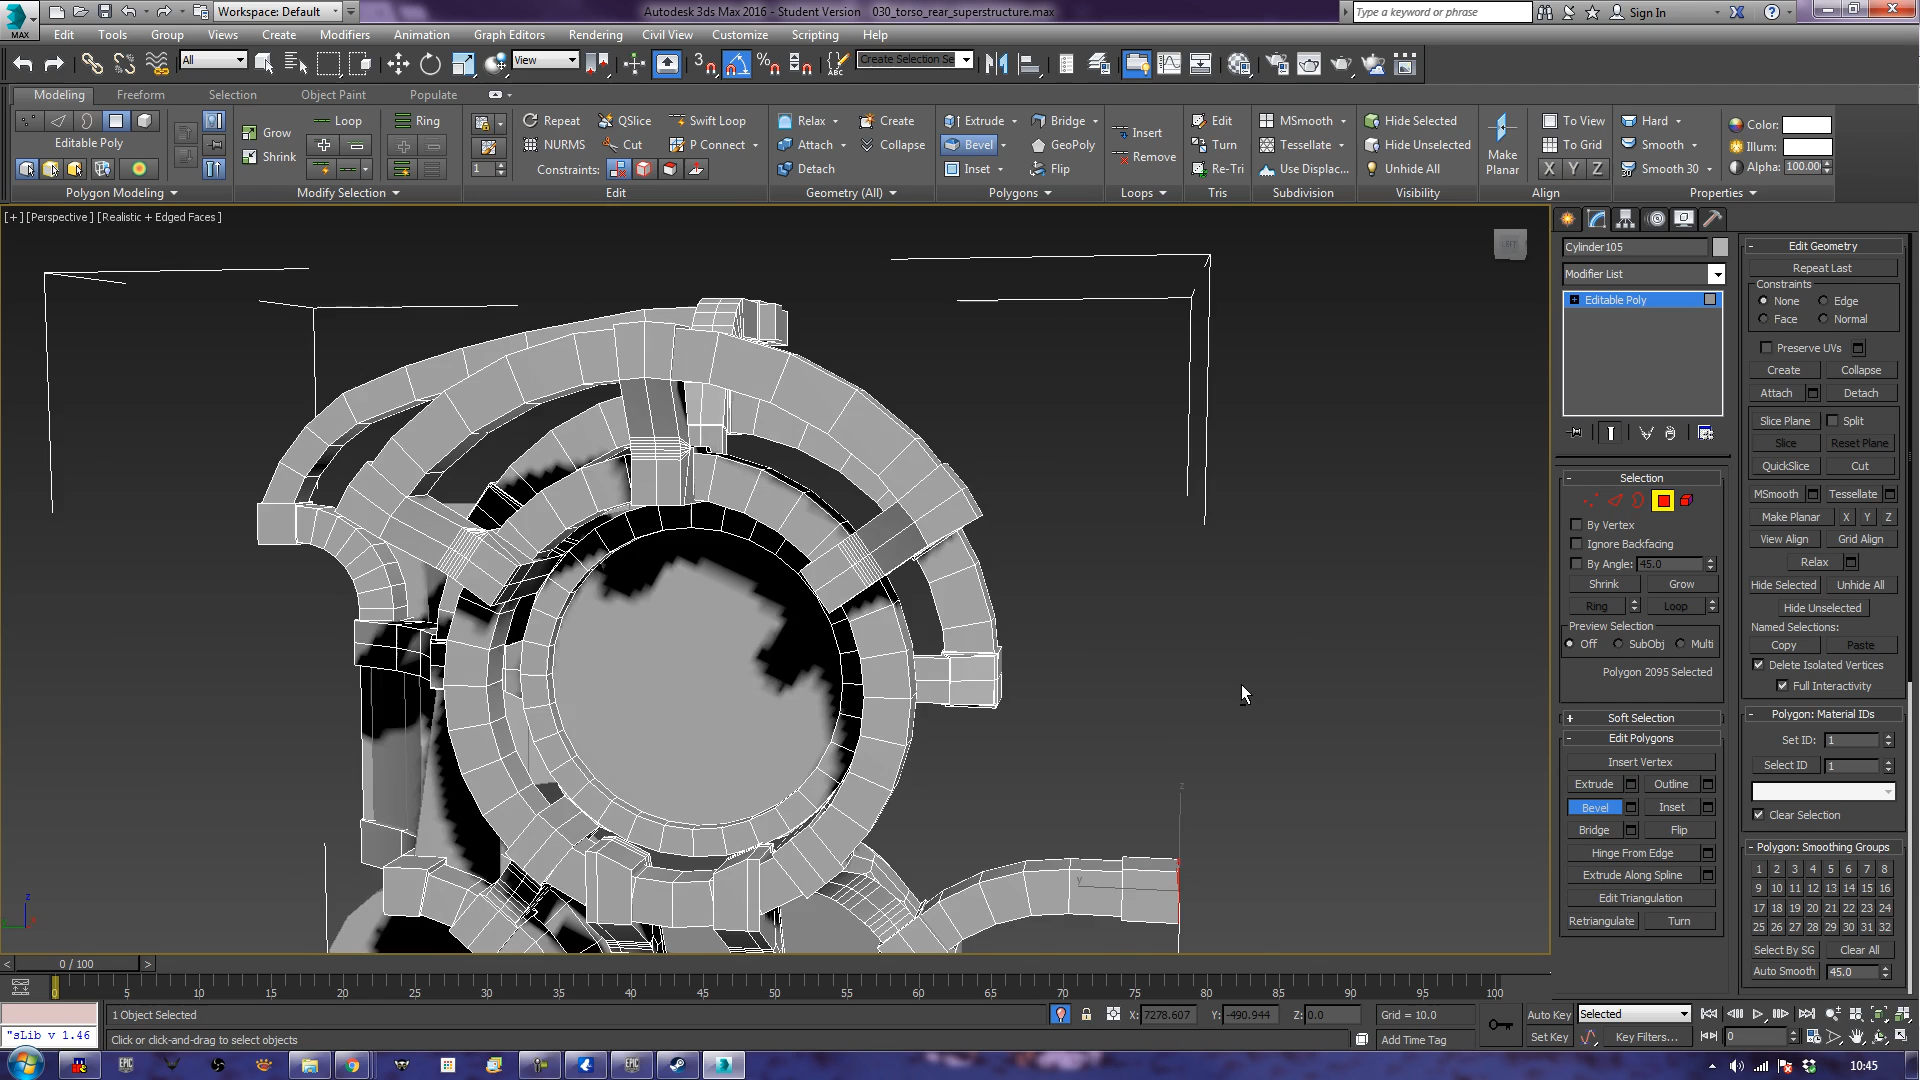 MAX
Workspace: Default
Autodesk 3ds Max 2016 - Student Version 030_torso_rear_superstructure.max
Type a keyword or phrase
Sign In
Edit Tools Group Views Create Modifiers Animation Graph Editors Rendering Civil View Customize Scripting Help
All
View
3
ABC
Create Selection Se
Modeling Freeform Selection Object Paint Populate
Loop Ring Repeat QSlice Swift Loop Relax Create Extrude Bridge Insert Edit MSmooth Hide Selected To View Hard Color:
Grow
Editable Poly
NURMS Cut P Connect Attach Collapse Bevel GeoPoly Remove Turn Tessellate Hide Unselected Make Planar To Grid Smooth Illum:
Shrink
1 Constraints: Detach Inset Flip Re-Tri Use Displac... Unhide All X Y Z Smooth 30 Alpha: 100.00
Polygon Modeling Modify Selection Edit Geometry (All) Polygons Loops Tris Subdivision Visibility Align Properties
[+] [Perspective] [Realistic + Edged Faces]
LEFT
z
y
z
Cylinder105
Modifier List
Editable Poly
Selection
By Vertex
Ignore Backfacing
By Angle: 45.0
Shrink Grow
Ring Loop
Preview Selection
Off SubObj Multi
Polygon 2095 Selected
Soft Selection
Edit Polygons
Insert Vertex
Extrude Outline
Bevel Inset
Bridge Flip
Hinge From Edge
Extrude Along Spline
Edit Triangulation
Retriangulate Turn
Edit Geometry
Repeat Last
Constraints
None Edge
Face Normal
Preserve UVs
Create Collapse
Attach Detach
Slice Plane Split
Slice Reset Plane
QuickSlice Cut
MSmooth Tessellate
Make Planar X Y Z
View Align Grid Align
Relax
Hide Selected Unhide All
Hide Unselected
Named Selections:
Copy Paste
Delete Isolated Vertices
Full Interactivity
Polygon: Material IDs
Set ID: 1
Select ID 1
Clear Selection
Polygon: Smoothing Groups
1 2 3 4 5 6 7 8
9 10 11 12 13 14 15 16
17 18 19 20 21 22 23 24
25 26 27 28 29 30 31 32
Select By SG Clear All
Auto Smooth 45.0
< 0 / 100 >
0 5 10 15 20 25 30 35 40 45 50 55 60 65 70 75 80 85 90 95 100
1 Object Selected X: 7278.607 Y: -490.944 Z: 0.0 Grid = 10.0 Auto Key Selected
"sLib v 1.46 Click or click-and-drag to select objects Add Time Tag Set Key Key Filters... 0
EPIC
EPIC
10:45